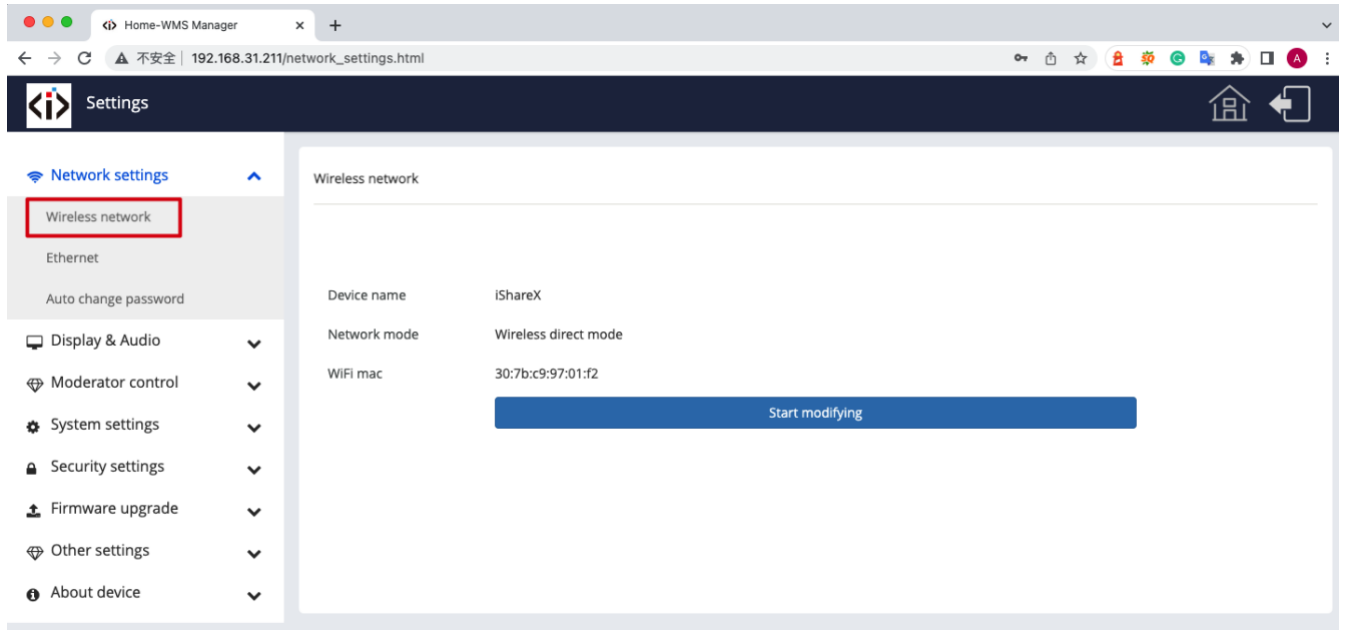 Home-WMS Manager
不安全 192.168.31.211/network_settings.html
A
<i> Settings
Network settings
Wireless network
Ethernet
Auto change password
Display & Audio
Moderator control
System settings
Security settings
Firmware upgrade
Other settings
About device
Wireless network
Device name iShareX
Network mode Wireless direct mode
WiFi mac 30:7b:c9:97:01:f2
Start modifying